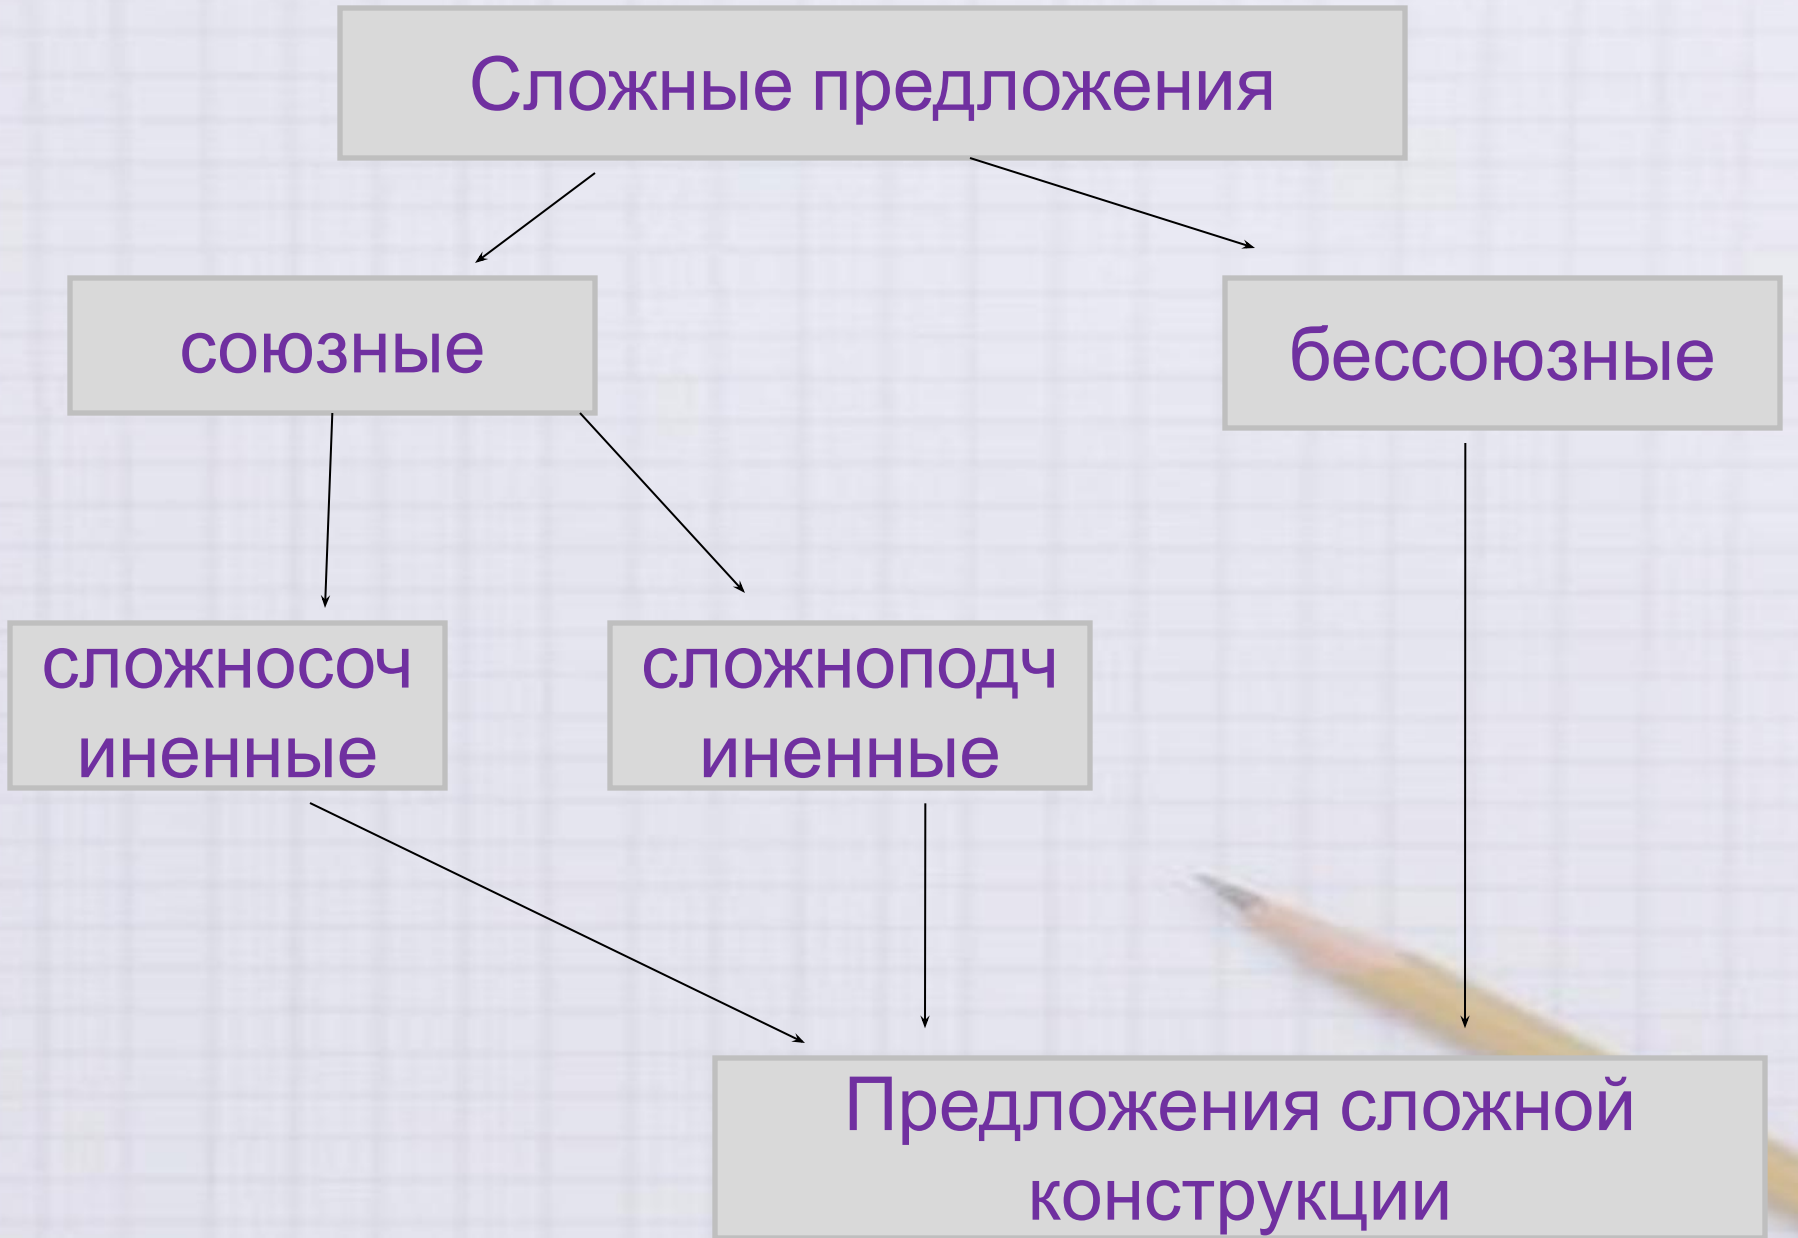 Сложные предложения
союзные
бессоюзные
сложносоч
иненные
сложноподч
иненные
Предложения сложной
конструкции